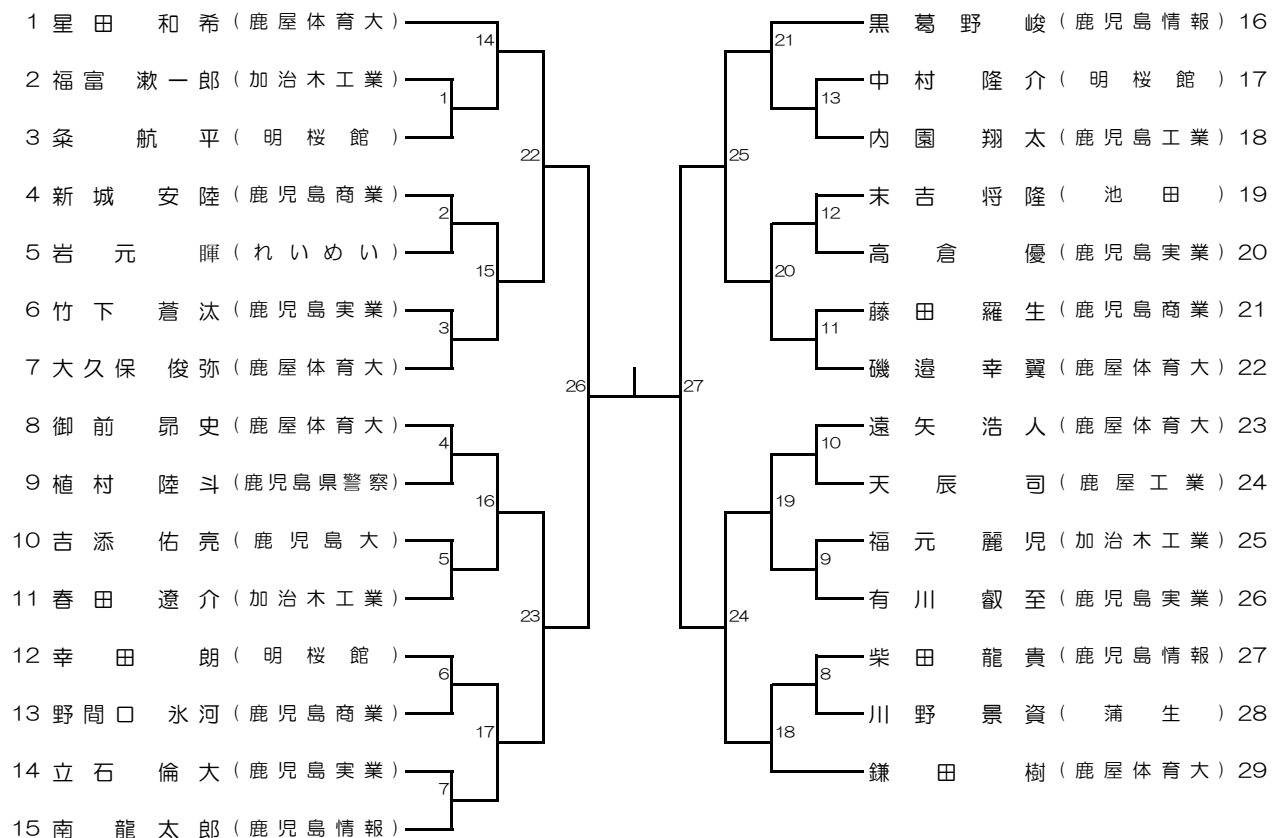 1 星田 和希 (鹿屋体育大)
14
2 福富 漱一郎 (加治木工業)
1
3 粂 航平 (明桜館)
22
4 新城 安陸 (鹿児島商業)
2
5 岩元 暉 (れいめい)
15
6 竹下 蒼汰 (鹿児島実業)
3
7 大久保 俊弥 (鹿屋体育大)
26
8 御前 昴史 (鹿屋体育大)
4
9 植村 陸斗 (鹿児島県警察)
16
10 吉添 佑亮 (鹿児島大)
5
11 春田 遼介 (加治木工業)
23
12 幸田 朗 (明桜館)
6
13 野間口 氷河 (鹿児島商業)
17
14 立石 倫大 (鹿児島実業)
7
15 南 龍太郎 (鹿児島情報)
黒葛野 峻 (鹿児島情報) 16
21
中村 隆介 (明桜館) 17
13
内園 翔太 (鹿児島工業) 18
25
末吉 将隆 (池田) 19
12
高倉 優 (鹿児島実業) 20
20
藤田 羅生 (鹿児島商業) 21
11
磯邉 幸翼 (鹿屋体育大) 22
27
遠矢 浩人 (鹿屋体育大) 23
10
天辰 司 (鹿屋工業) 24
19
福元 麗児 (加治木工業) 25
9
有川 叡至 (鹿児島実業) 26
24
柴田 龍貴 (鹿児島情報) 27
8
川野 景資 (蒲生) 28
18
鎌田 樹 (鹿屋体育大) 29